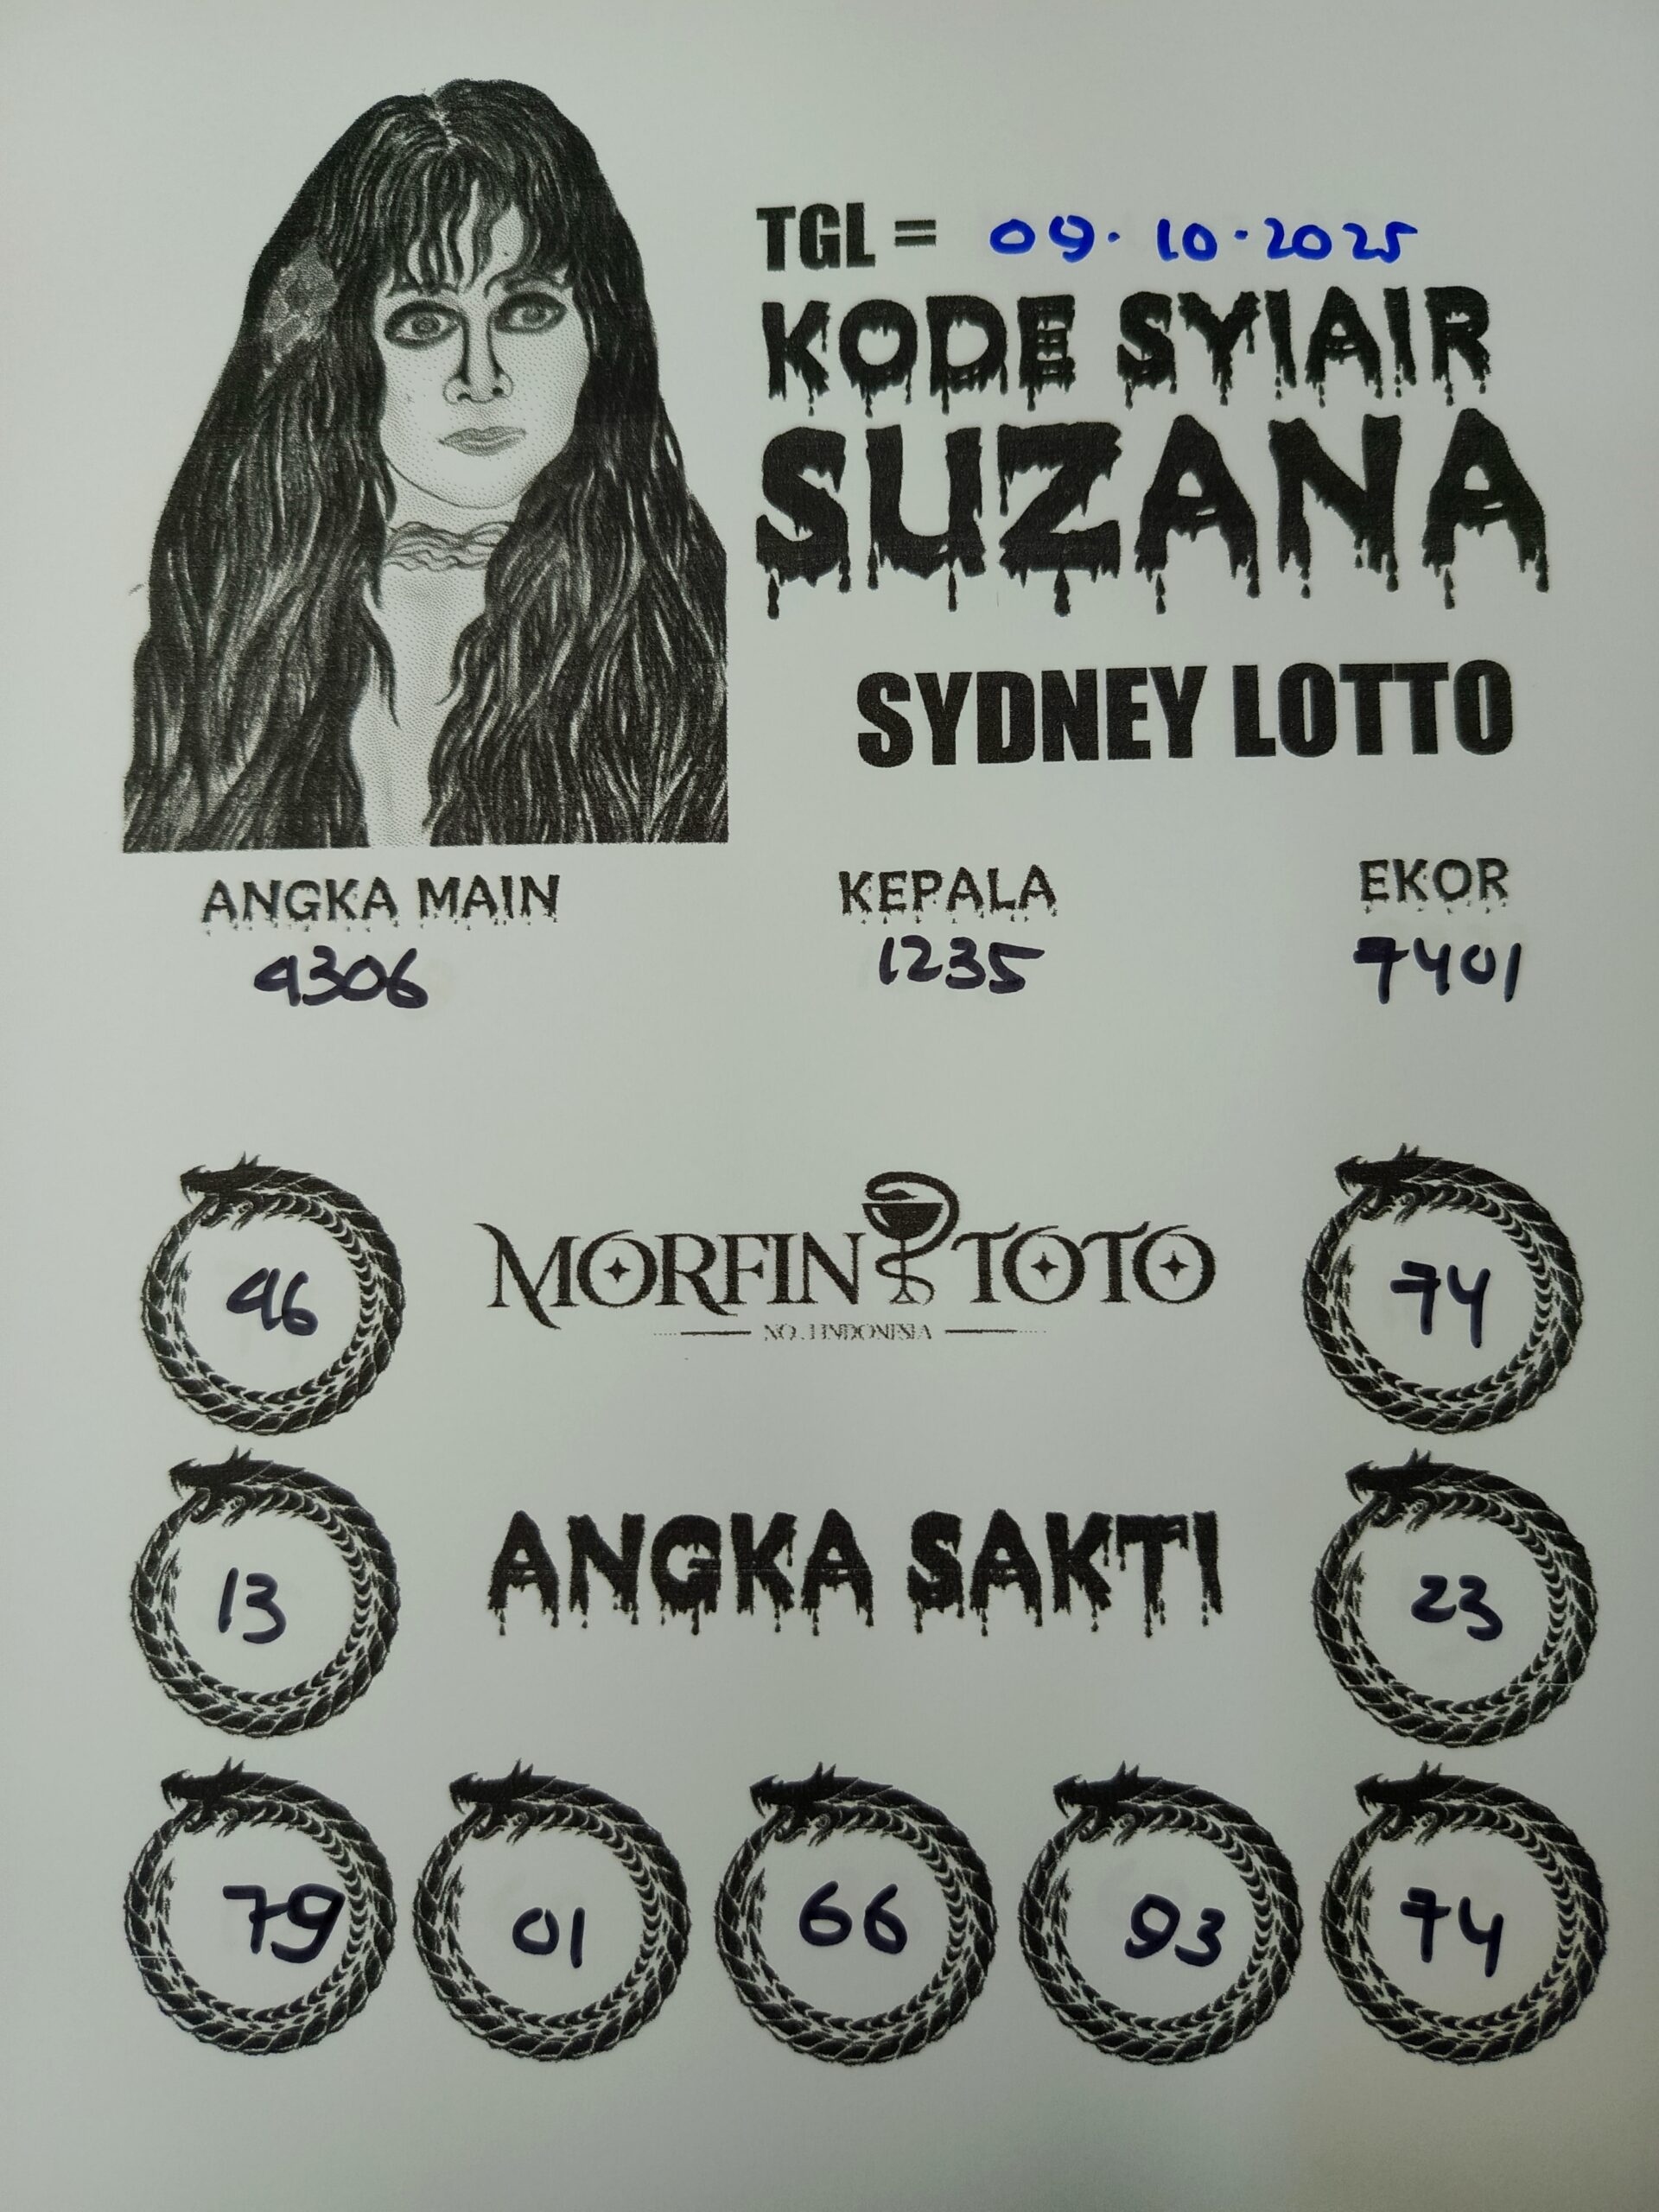 TGL = 09.10.2025
KODE SYIAIR
SUZANA
SYDNEY LOTTO
ANGKA MAIN KEPALA EKOR
4306 1235 7401
46 MORFIN TOTO 74
NO.1 INDONESIA
13 ANGKA SAKTI 23
79 01 66 93 74